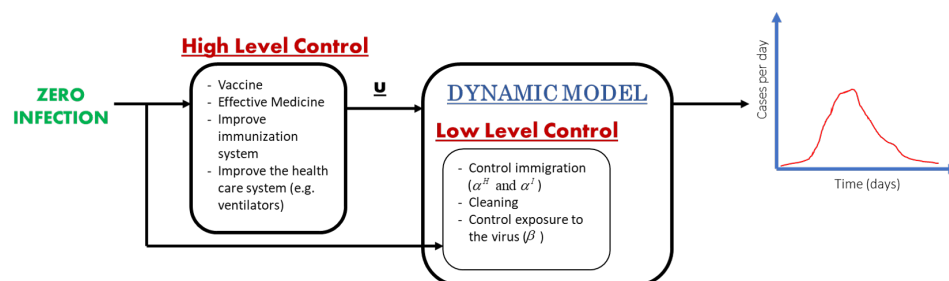 High Level Control
ZERO
INFECTION
- Vaccine
- Effective Medicine
- Improve
immunization
system
- Improve the health
care system (e.g.
ventilators)
u
DYNAMIC MODEL
Low Level Control
- Control immigration
(α^H and α^I)
- Cleaning
- Control exposure to
the virus (β)
Cases per day
Time (days)